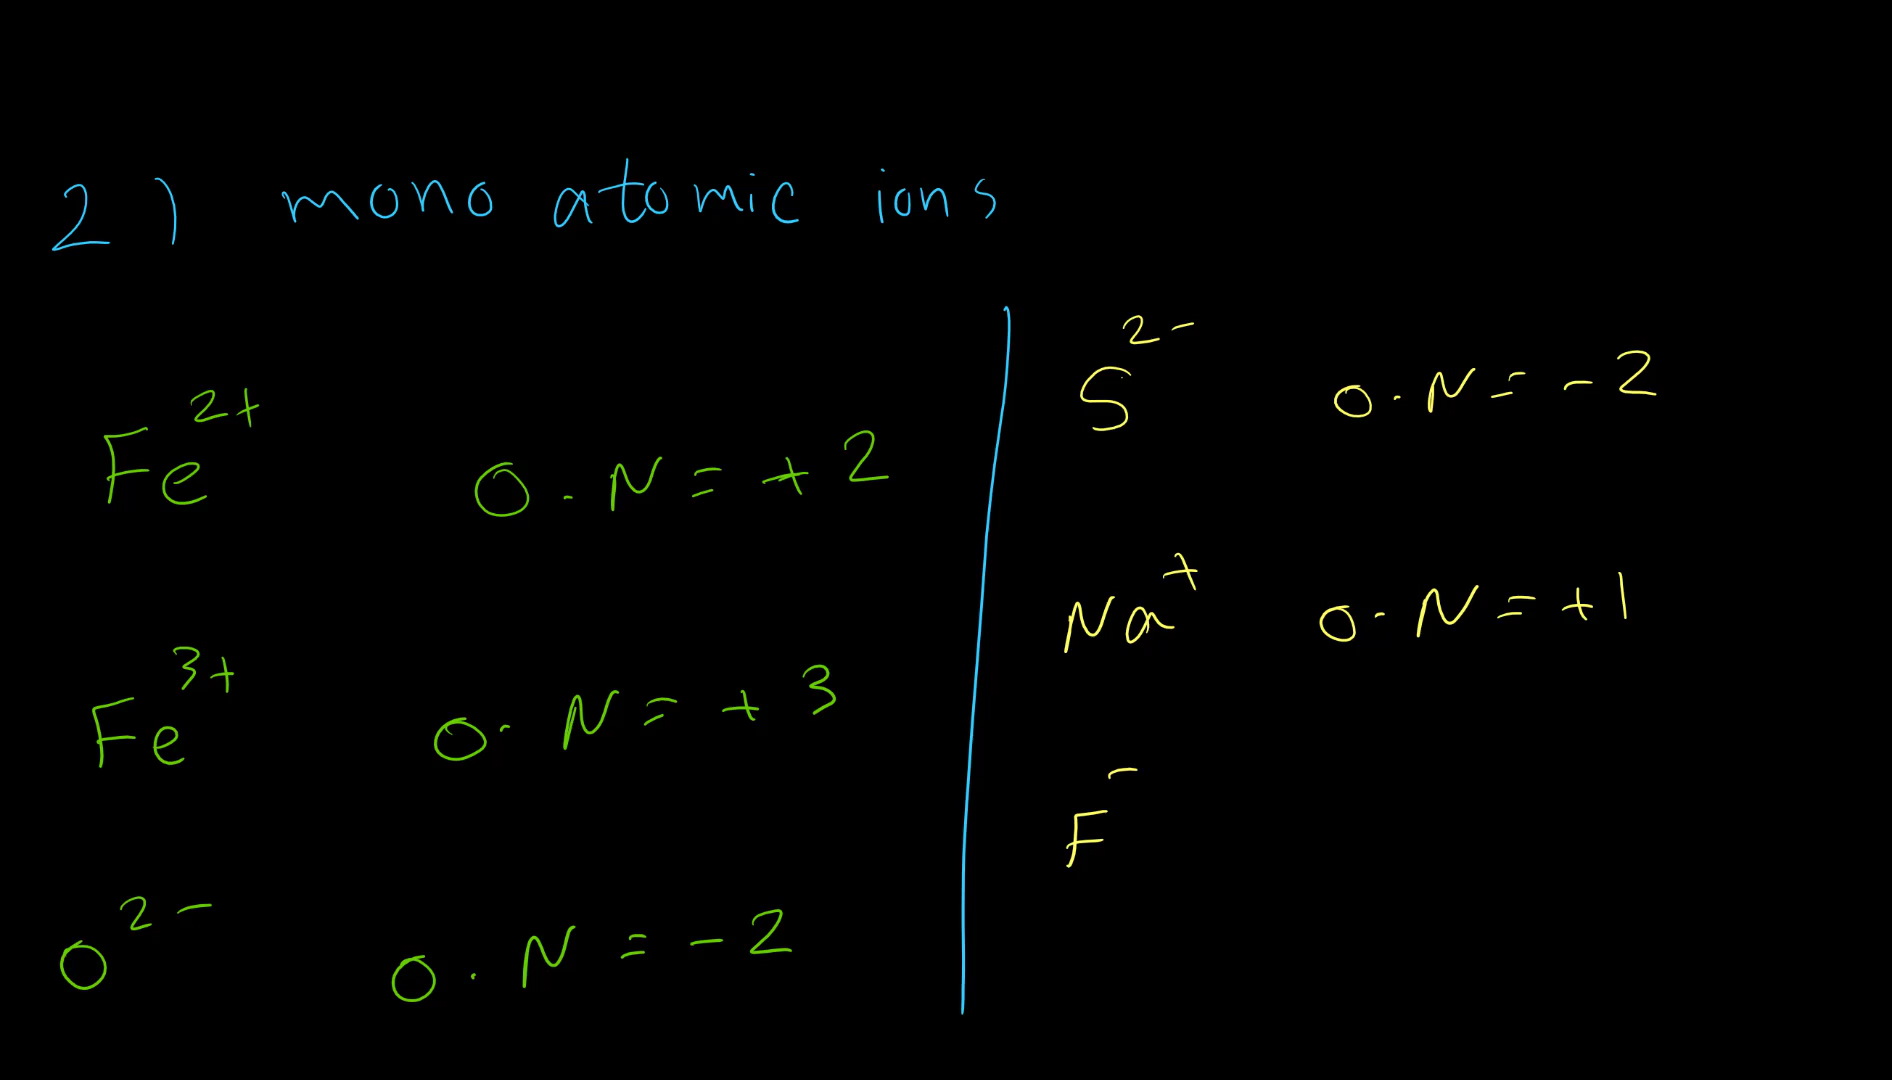 2) mono atomic ions
Fe²⁺ O.N = +2
Fe³⁺ O.N = +3
O²⁻ O.N = -2
S²⁻ O.N = -2
Na⁺ O.N = +1
F⁻